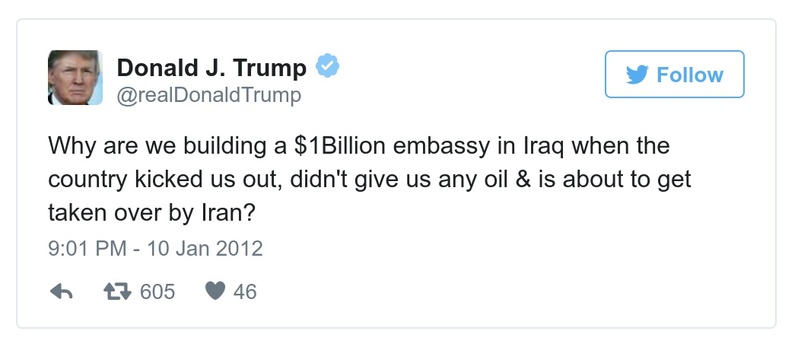 Donald J. Trump
@realDonaldTrump
Follow
Why are we building a $1Billion embassy in Iraq when the
country kicked us out, didn't give us any oil & is about to get
taken over by Iran?
9:01 PM - 10 Jan 2012
605 46